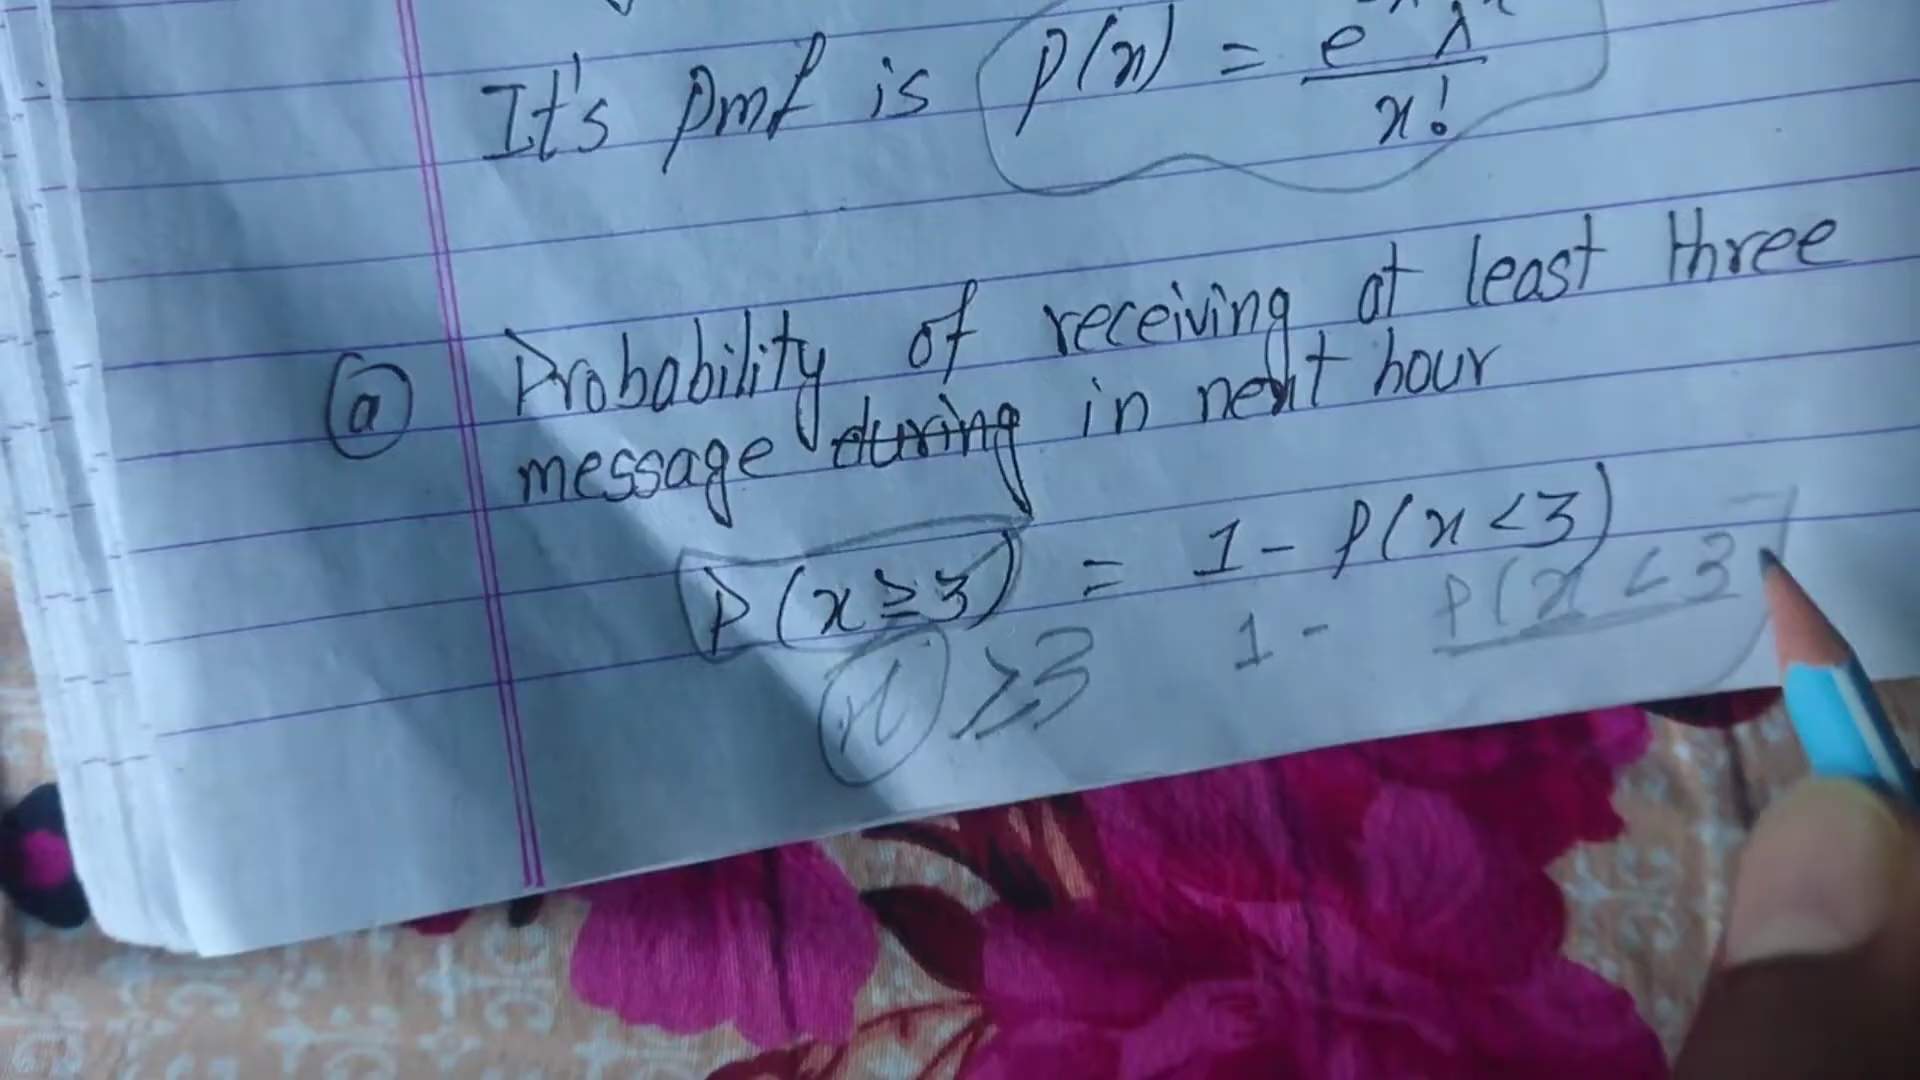 It's pmf is P(x) = e^-λ λ^x / x!
(a) Probability of receiving at least three
message during in next hour
P(x ≥ 3) = 1 - P(x < 3)
x ≥ 3 1 - P(x < 3)